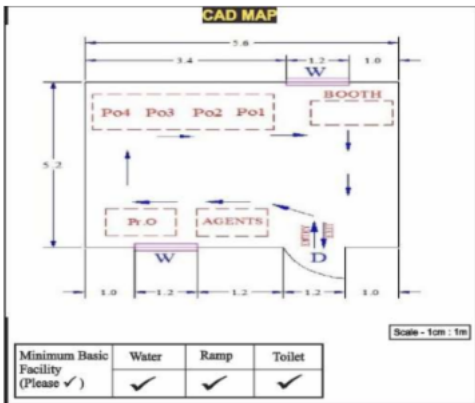 CAD MAP
5.6
3.4 1.2 1.0
W
BOOTH
Po4 Po3 Po2 Po1
5.2
Pr.O AGENTS
ENTRY EXIT
W D
1.0 1.2 1.2 1.2 1.0
Scale - 1cm : 1m
Minimum Basic Facility (Please ✓) Water Ramp Toilet
✓ ✓ ✓